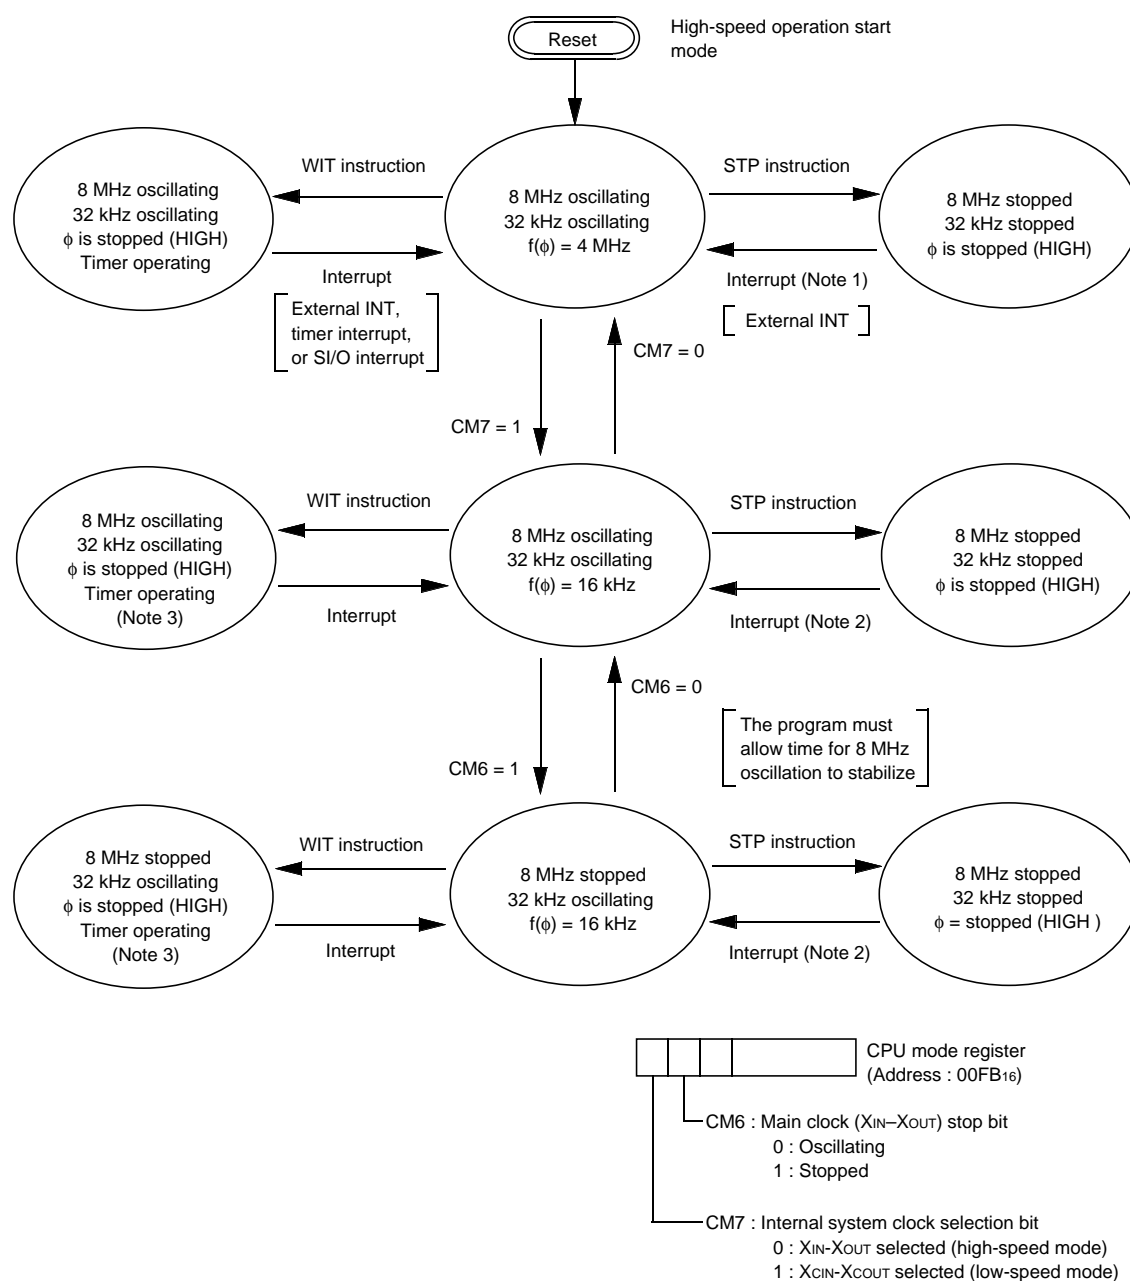 Reset
High-speed operation start
mode
WIT instruction
STP instruction
8 MHz oscillating
32 kHz oscillating
ϕ is stopped (HIGH)
Timer operating
8 MHz oscillating
32 kHz oscillating
f(ϕ) = 4 MHz
8 MHz stopped
32 kHz stopped
ϕ is stopped (HIGH)
Interrupt
External INT,
timer interrupt,
or SI/O interrupt
Interrupt (Note 1)
External INT
CM7 = 0
CM7 = 1
WIT instruction
STP instruction
8 MHz oscillating
32 kHz oscillating
ϕ is stopped (HIGH)
Timer operating
(Note 3)
8 MHz oscillating
32 kHz oscillating
f(ϕ) = 16 kHz
8 MHz stopped
32 kHz stopped
ϕ is stopped (HIGH)
Interrupt
Interrupt (Note 2)
CM6 = 0
The program must
allow time for 8 MHz
oscillation to stabilize
CM6 = 1
WIT instruction
STP instruction
8 MHz stopped
32 kHz oscillating
ϕ is stopped (HIGH)
Timer operating
(Note 3)
8 MHz stopped
32 kHz oscillating
f(ϕ) = 16 kHz
8 MHz stopped
32 kHz stopped
ϕ = stopped (HIGH )
Interrupt
Interrupt (Note 2)
CPU mode register
(Address : 00FB16)
CM6 : Main clock (XIN–XOUT) stop bit
0 : Oscillating
1 : Stopped
CM7 : Internal system clock selection bit
0 : XIN-XOUT selected (high-speed mode)
1 : XCIN-XCOUT selected (low-speed mode)